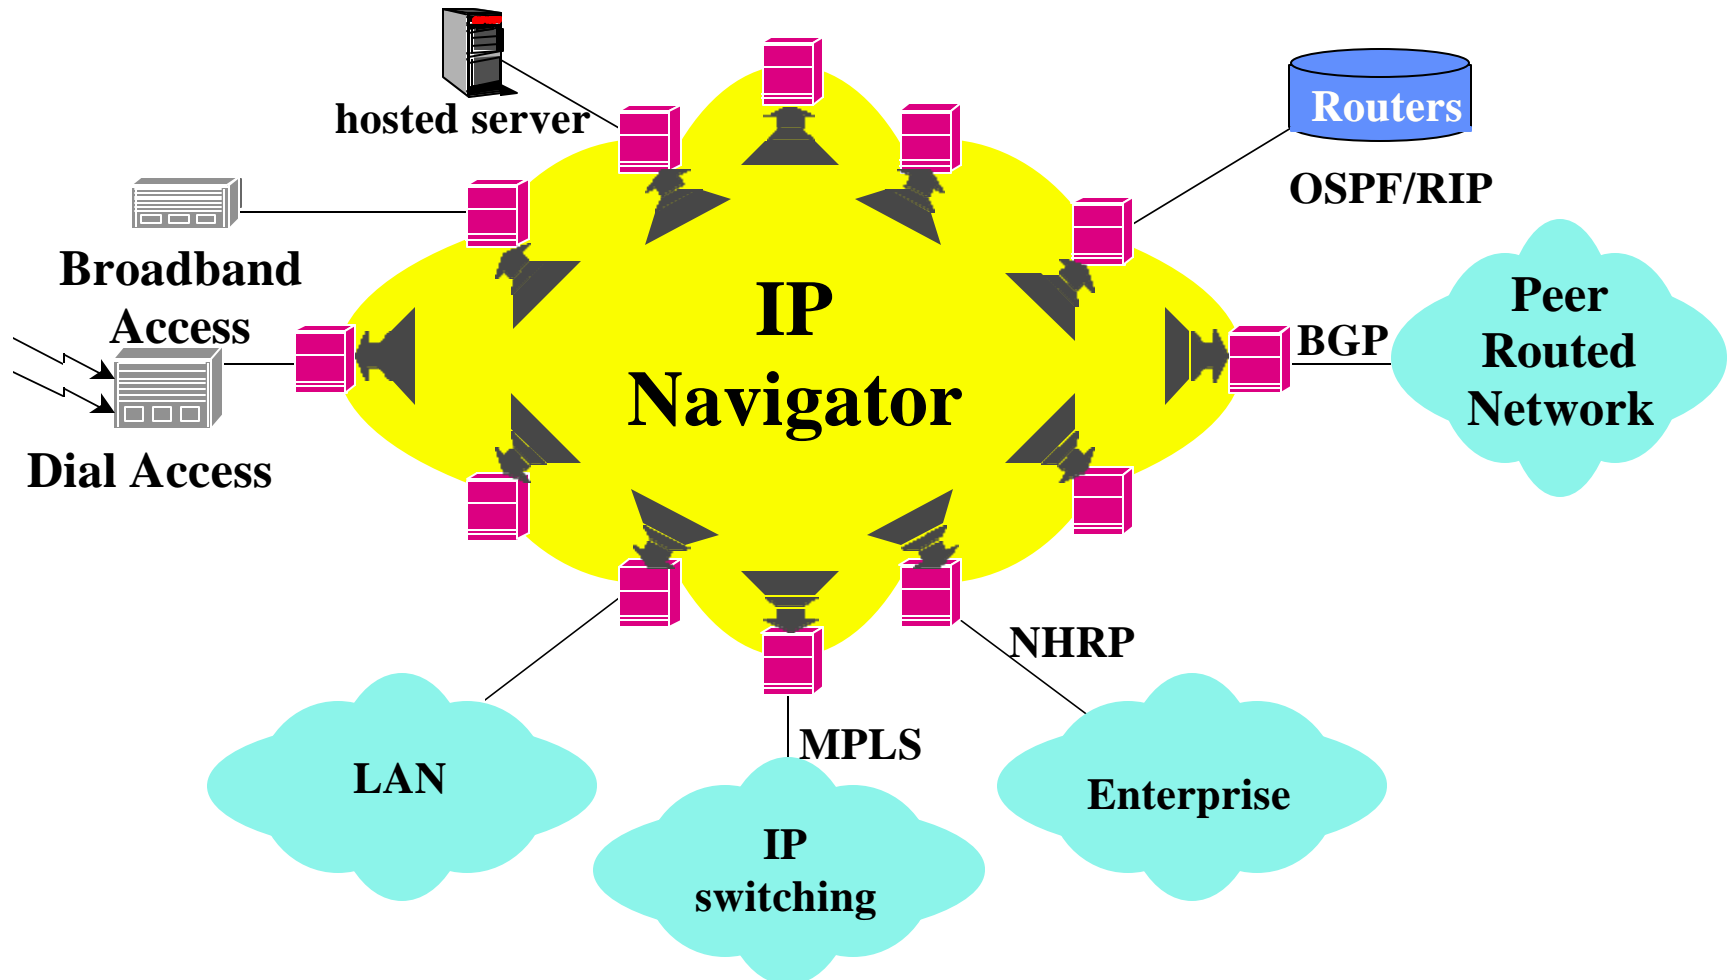 hosted server
Routers
OSPF/RIP
Broadband
Access
Dial Access
IP
Navigator
BGP
Peer
Routed
Network
NHRP
MPLS
LAN
IP
switching
Enterprise